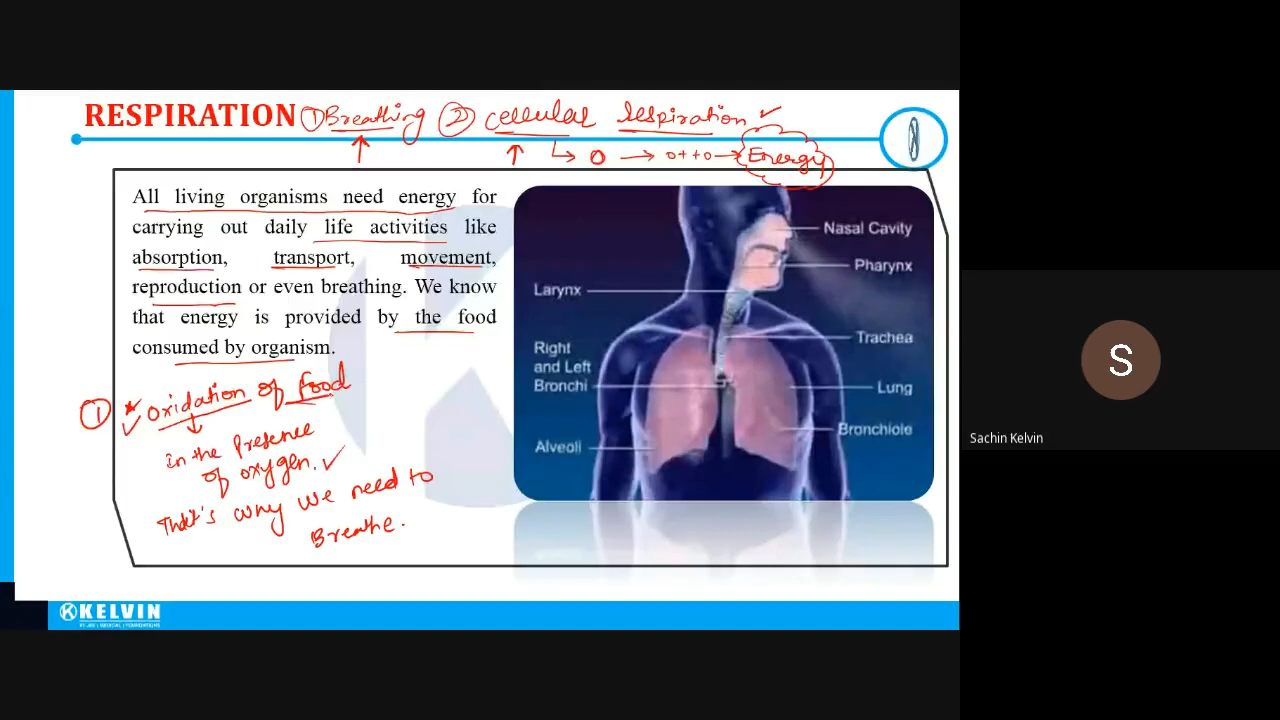 RESPIRATION ① Breathing ② Cellular respiration ✓
O → O++O → Energy
All living organisms need energy for
carrying out daily life activities like
absorption, transport, movement,
reproduction or even breathing. We know
that energy is provided by the food
consumed by organism.
① Oxidation of food
in the presence
of oxygen. ✓
That's why we need to
Breathe.
Nasal Cavity
Pharynx
Larynx
Trachea
Right
and Left
Bronchi
Lung
Bronchiole
Alveoli
S
Sachin Kelvin
KELVIN